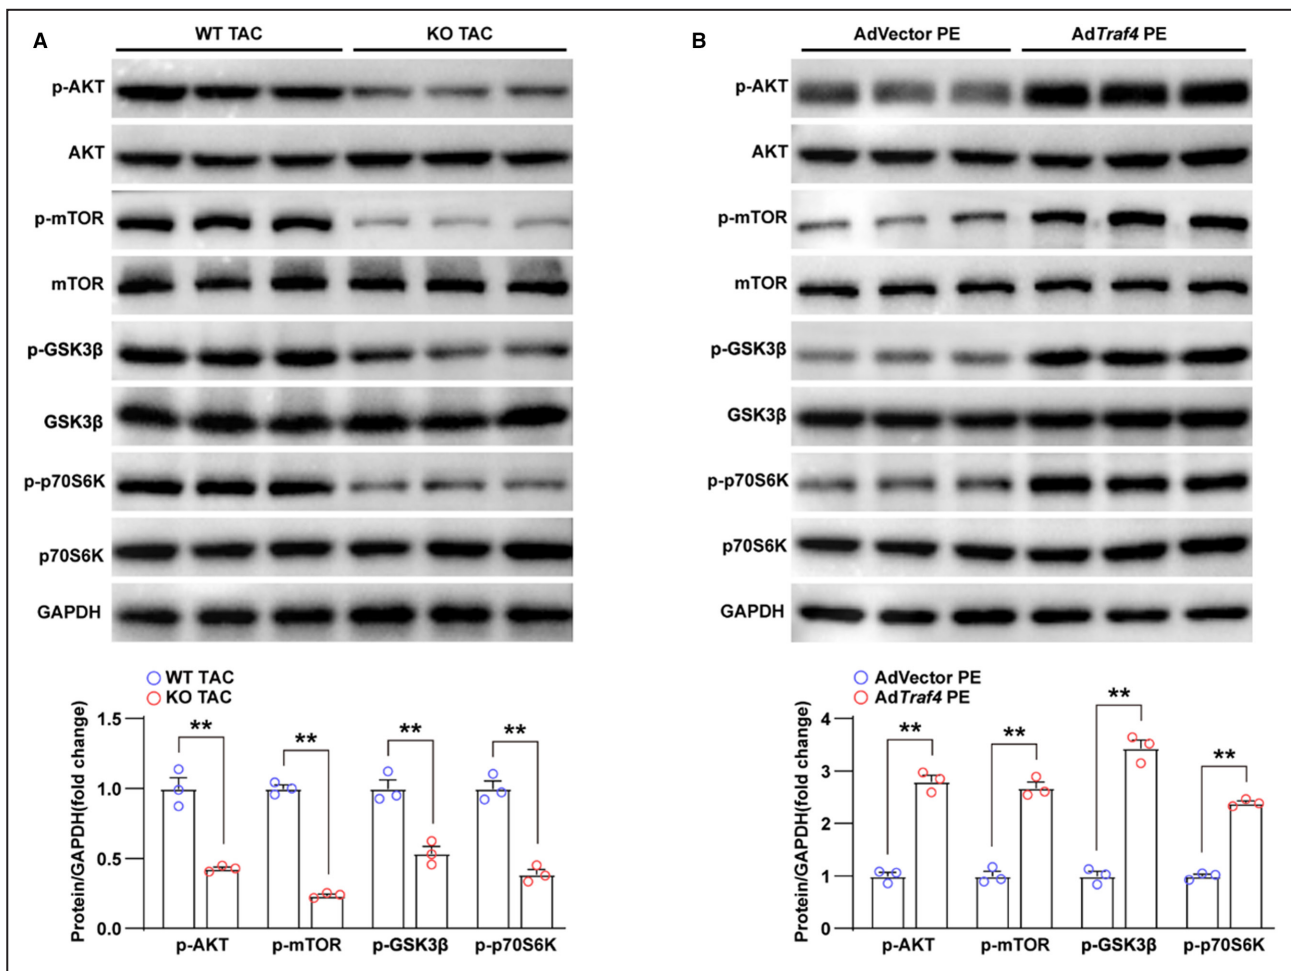 A
WT TAC
KO TAC
p-AKT
AKT
p-mTOR
mTOR
p-GSK3β
GSK3β
p-p70S6K
p70S6K
GAPDH
WT TAC
KO TAC
Protein/GAPDH(fold change)
1.5
1.0
0.5
0.0
**
**
**
**
p-AKT
p-mTOR
p-GSK3β
p-p70S6K
B
AdVector PE
AdTraf4 PE
p-AKT
AKT
p-mTOR
mTOR
p-GSK3β
GSK3β
p-p70S6K
p70S6K
GAPDH
AdVector PE
AdTraf4 PE
Protein/GAPDH(fold change)
4
3
2
1
0
**
**
**
**
p-AKT
p-mTOR
p-GSK3β
p-p70S6K